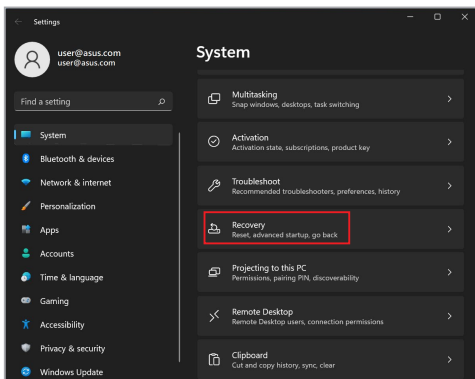 Settings
user@asus.com
user@asus.com
Find a setting
System
Bluetooth & devices
Network & internet
Personalization
Apps
Accounts
Time & language
Gaming
Accessibility
Privacy & security
Windows Update
System
Multitasking
Snap windows, desktops, task switching
Activation
Activation state, subscriptions, product key
Troubleshoot
Recommended troubleshooters, preferences, history
Recovery
Reset, advanced startup, go back
Projecting to this PC
Permissions, pairing PIN, discoverability
Remote Desktop
Remote Desktop users, connection permissions
Clipboard
Cut and copy history, sync, clear